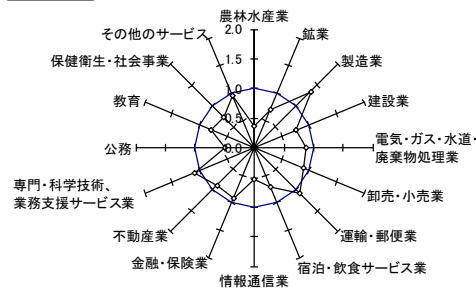 農林水産業
鉱業
製造業
建設業
電気・ガス・水道・
廃棄物処理業
卸売・小売業
運輸・郵便業
宿泊・飲食サービス業
情報通信業
金融・保険業
不動産業
専門・科学技術、
業務支援サービス業
公務
教育
保健衛生・社会事業
その他のサービス
2.0
1.5
1.0
0.5
0.0